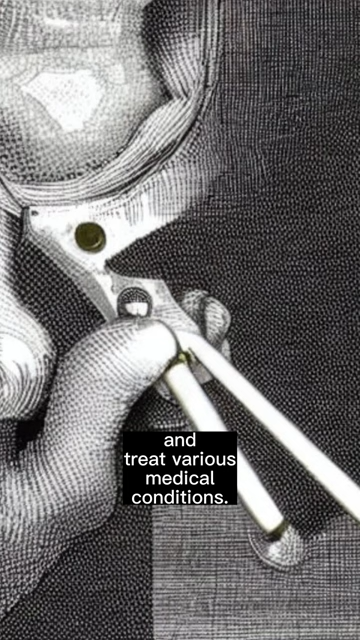 and
treat various
medical
conditions.